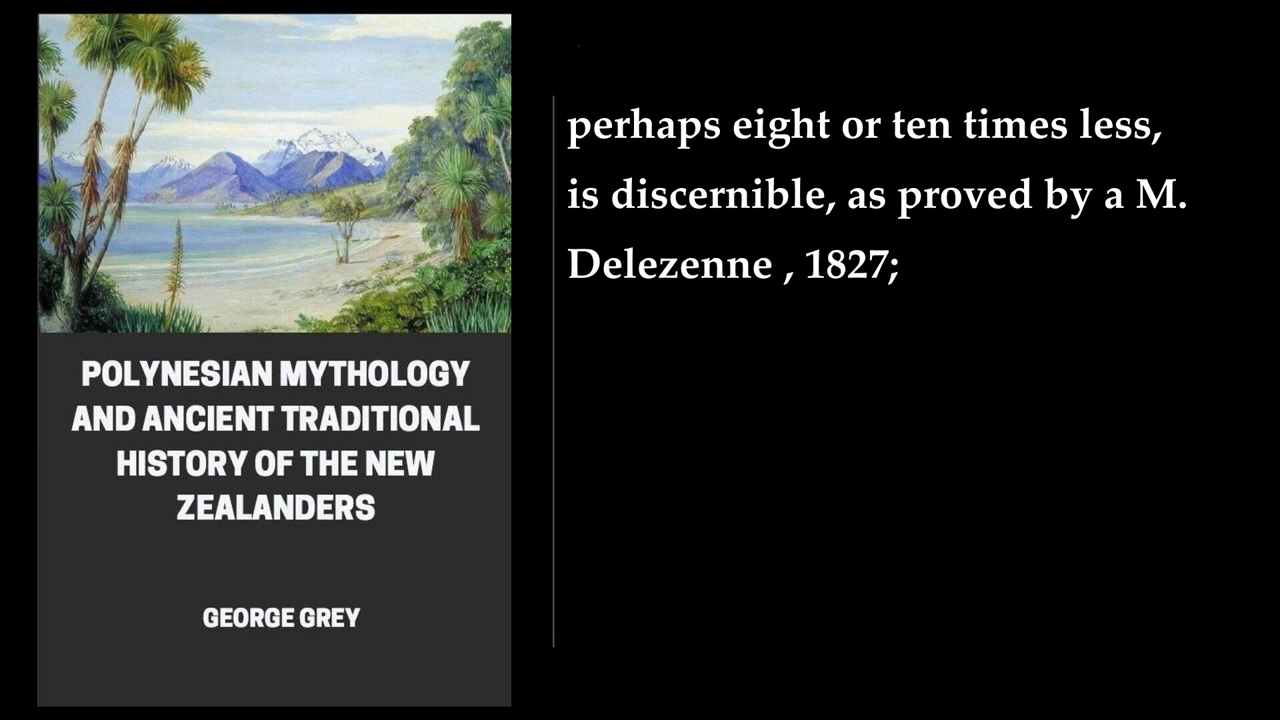 POLYNESIAN MYTHOLOGY
AND ANCIENT TRADITIONAL
HISTORY OF THE NEW
ZEALANDERS
GEORGE GREY
perhaps eight or ten times less,
is discernible, as proved by a M.
Delezenne , 1827;